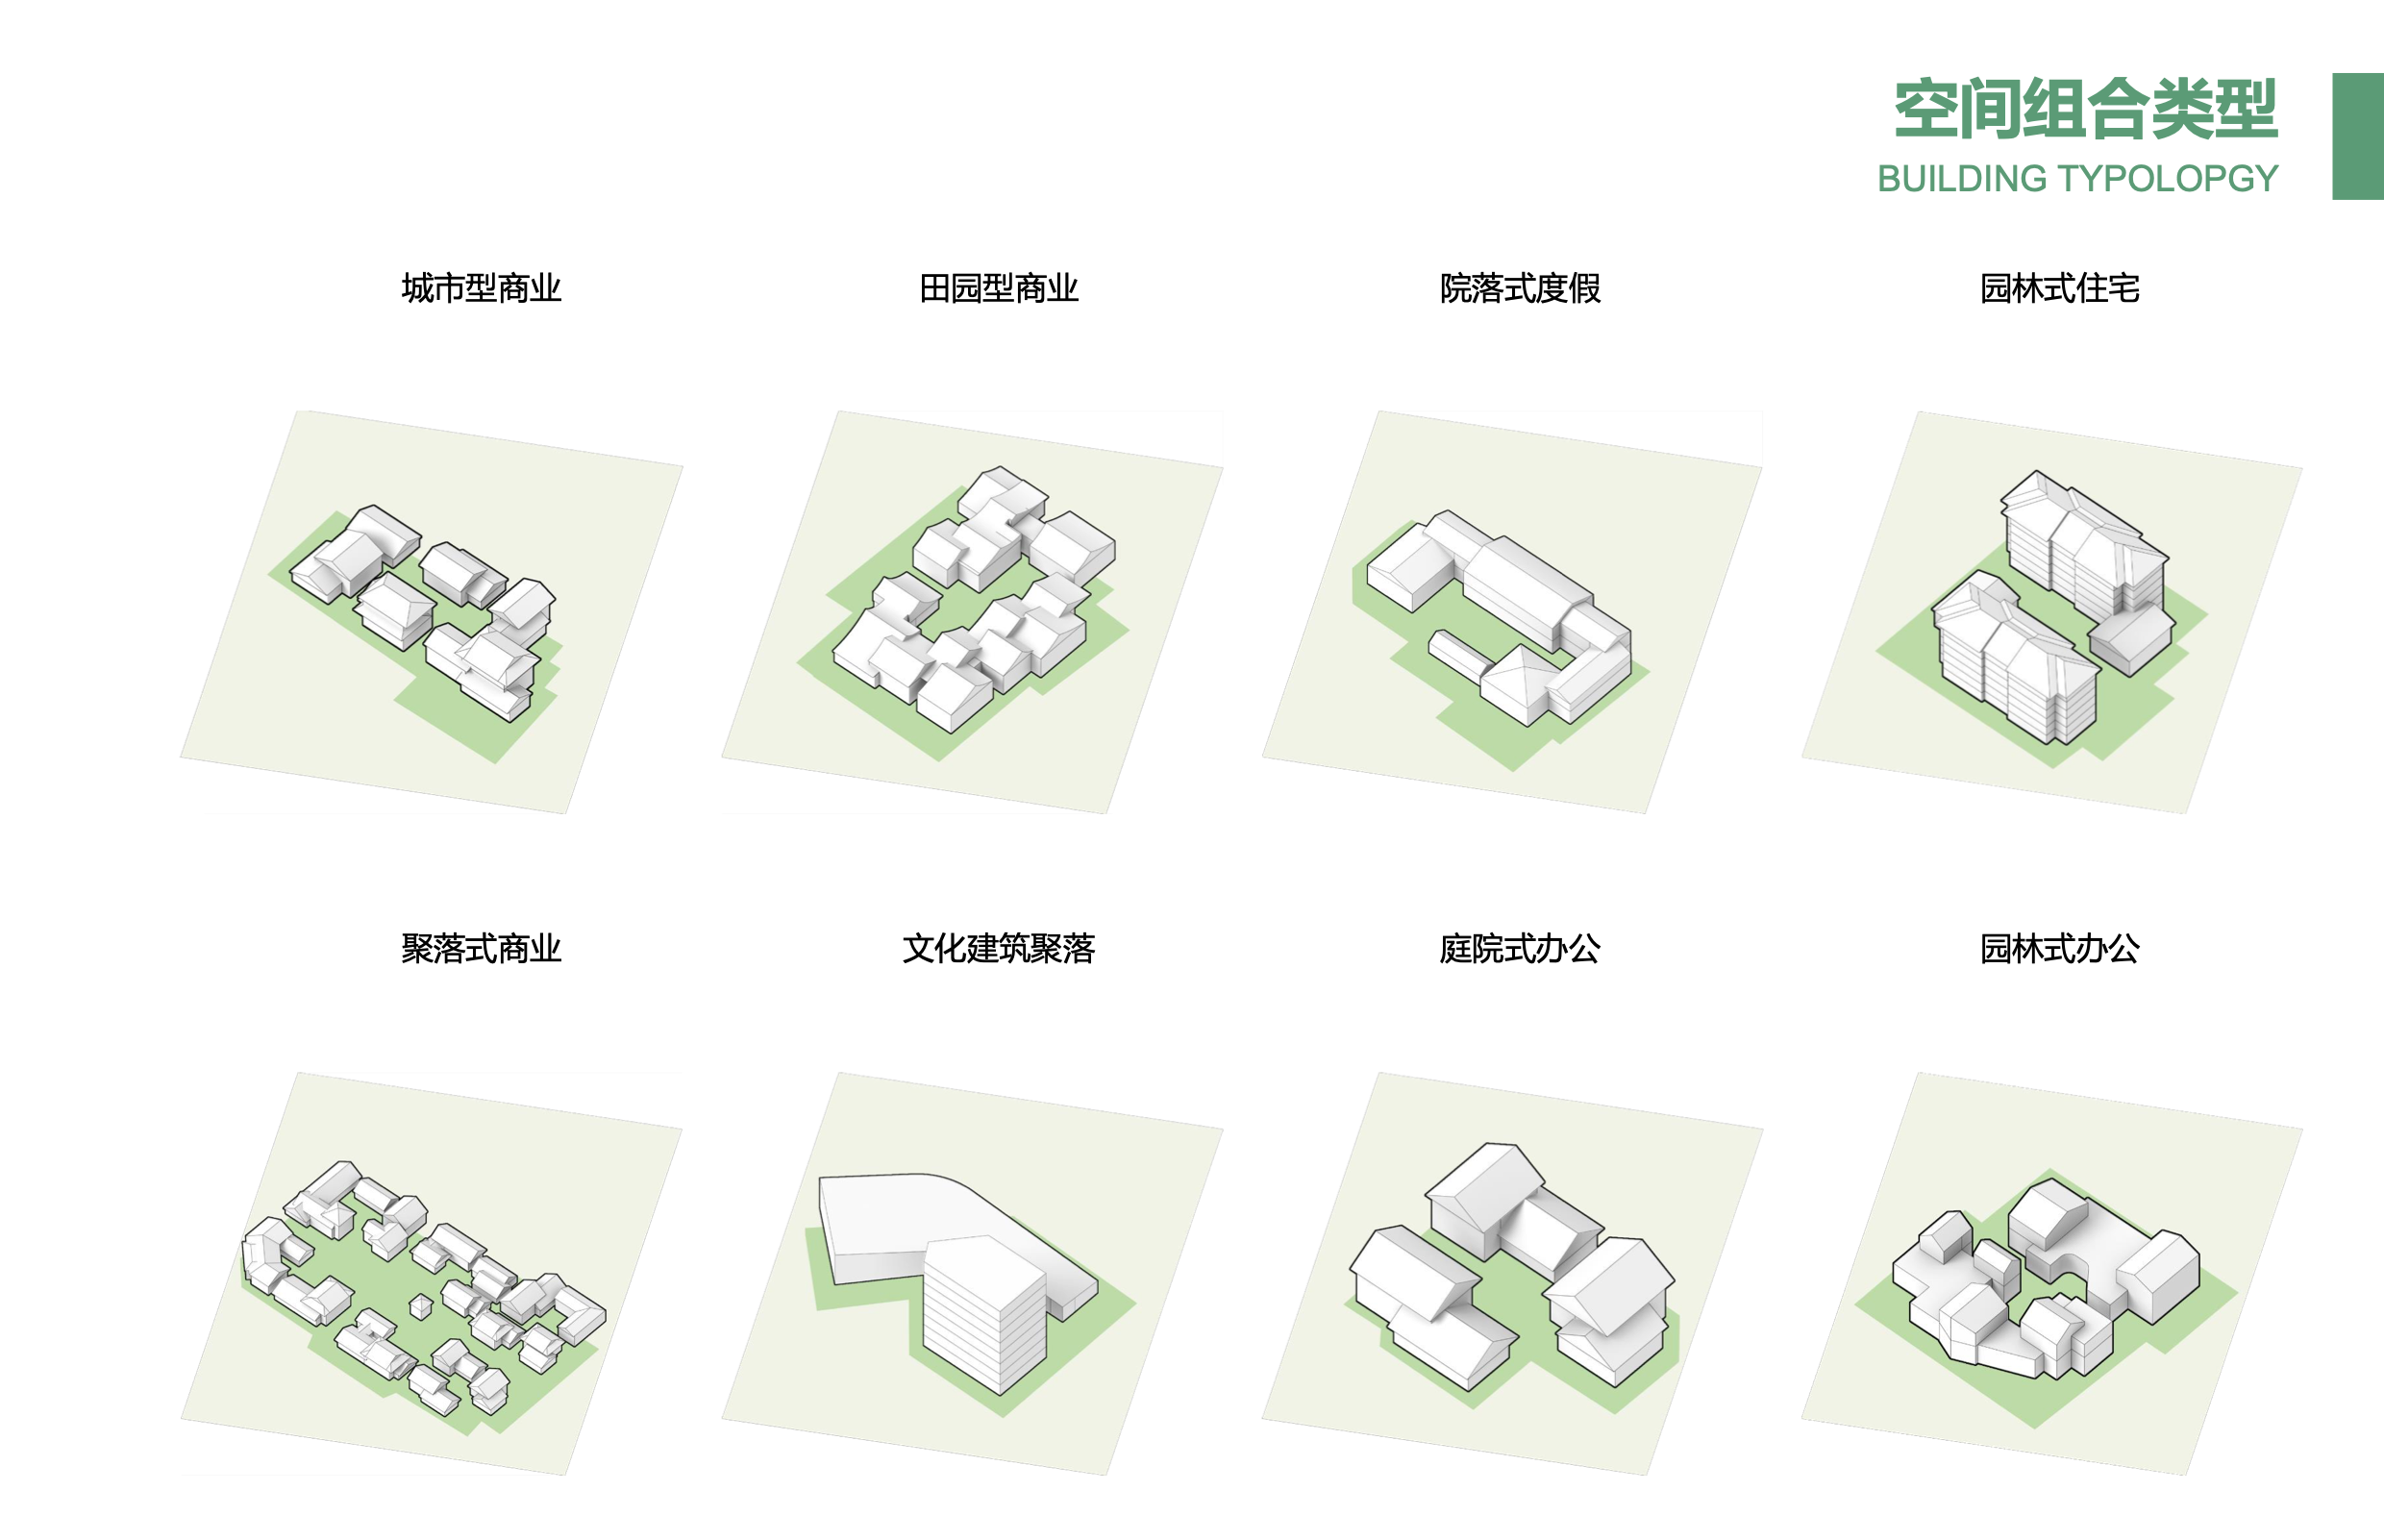 空间组合类型
BUILDING TYPOLOPGY
城市型商业
田园型商业
院落式度假
园林式住宅
聚落式商业
文化建筑聚落
庭院式办公
园林式办公